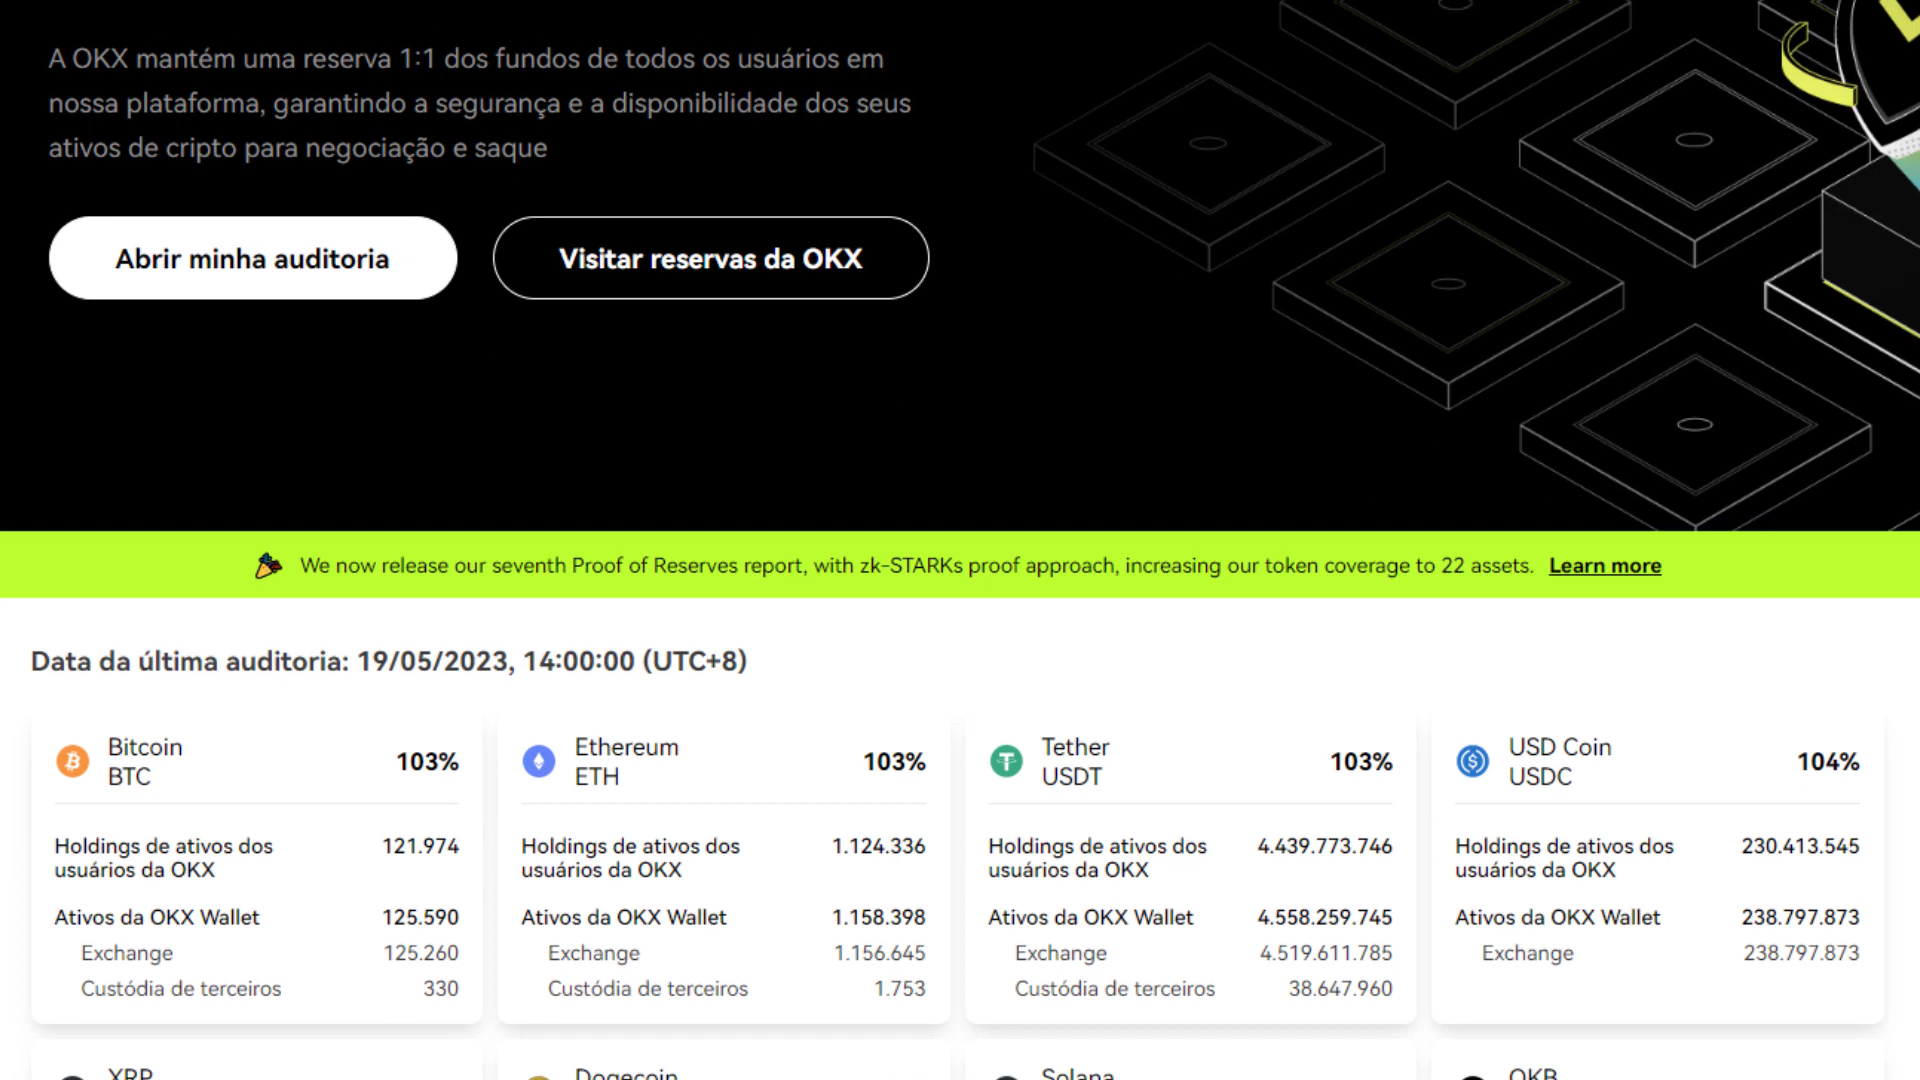 A OKX mantém uma reserva 1:1 dos fundos de todos os usuários em
nossa plataforma, garantindo a segurança e a disponibilidade dos seus
ativos de cripto para negociação e saque
Abrir minha auditoria
Visitar reservas da OKX
We now release our seventh Proof of Reserves report, with zk-STARKs proof approach, increasing our token coverage to 22 assets. Learn more
Data da última auditoria: 19/05/2023, 14:00:00 (UTC+8)
Bitcoin
BTC
103%
Holdings de ativos dos
usuários da OKX
121.974
Ativos da OKX Wallet 125.590
Exchange 125.260
Custódia de terceiros 330
Ethereum
ETH
103%
Holdings de ativos dos
usuários da OKX
1.124.336
Ativos da OKX Wallet 1.158.398
Exchange 1.156.645
Custódia de terceiros 1.753
Tether
USDT
103%
Holdings de ativos dos
usuários da OKX
4.439.773.746
Ativos da OKX Wallet 4.558.259.745
Exchange 4.519.611.785
Custódia de terceiros 38.647.960
USD Coin
USDC
104%
Holdings de ativos dos
usuários da OKX
230.413.545
Ativos da OKX Wallet 238.797.873
Exchange 238.797.873
XRP
Dogecoin
Solana
OKB